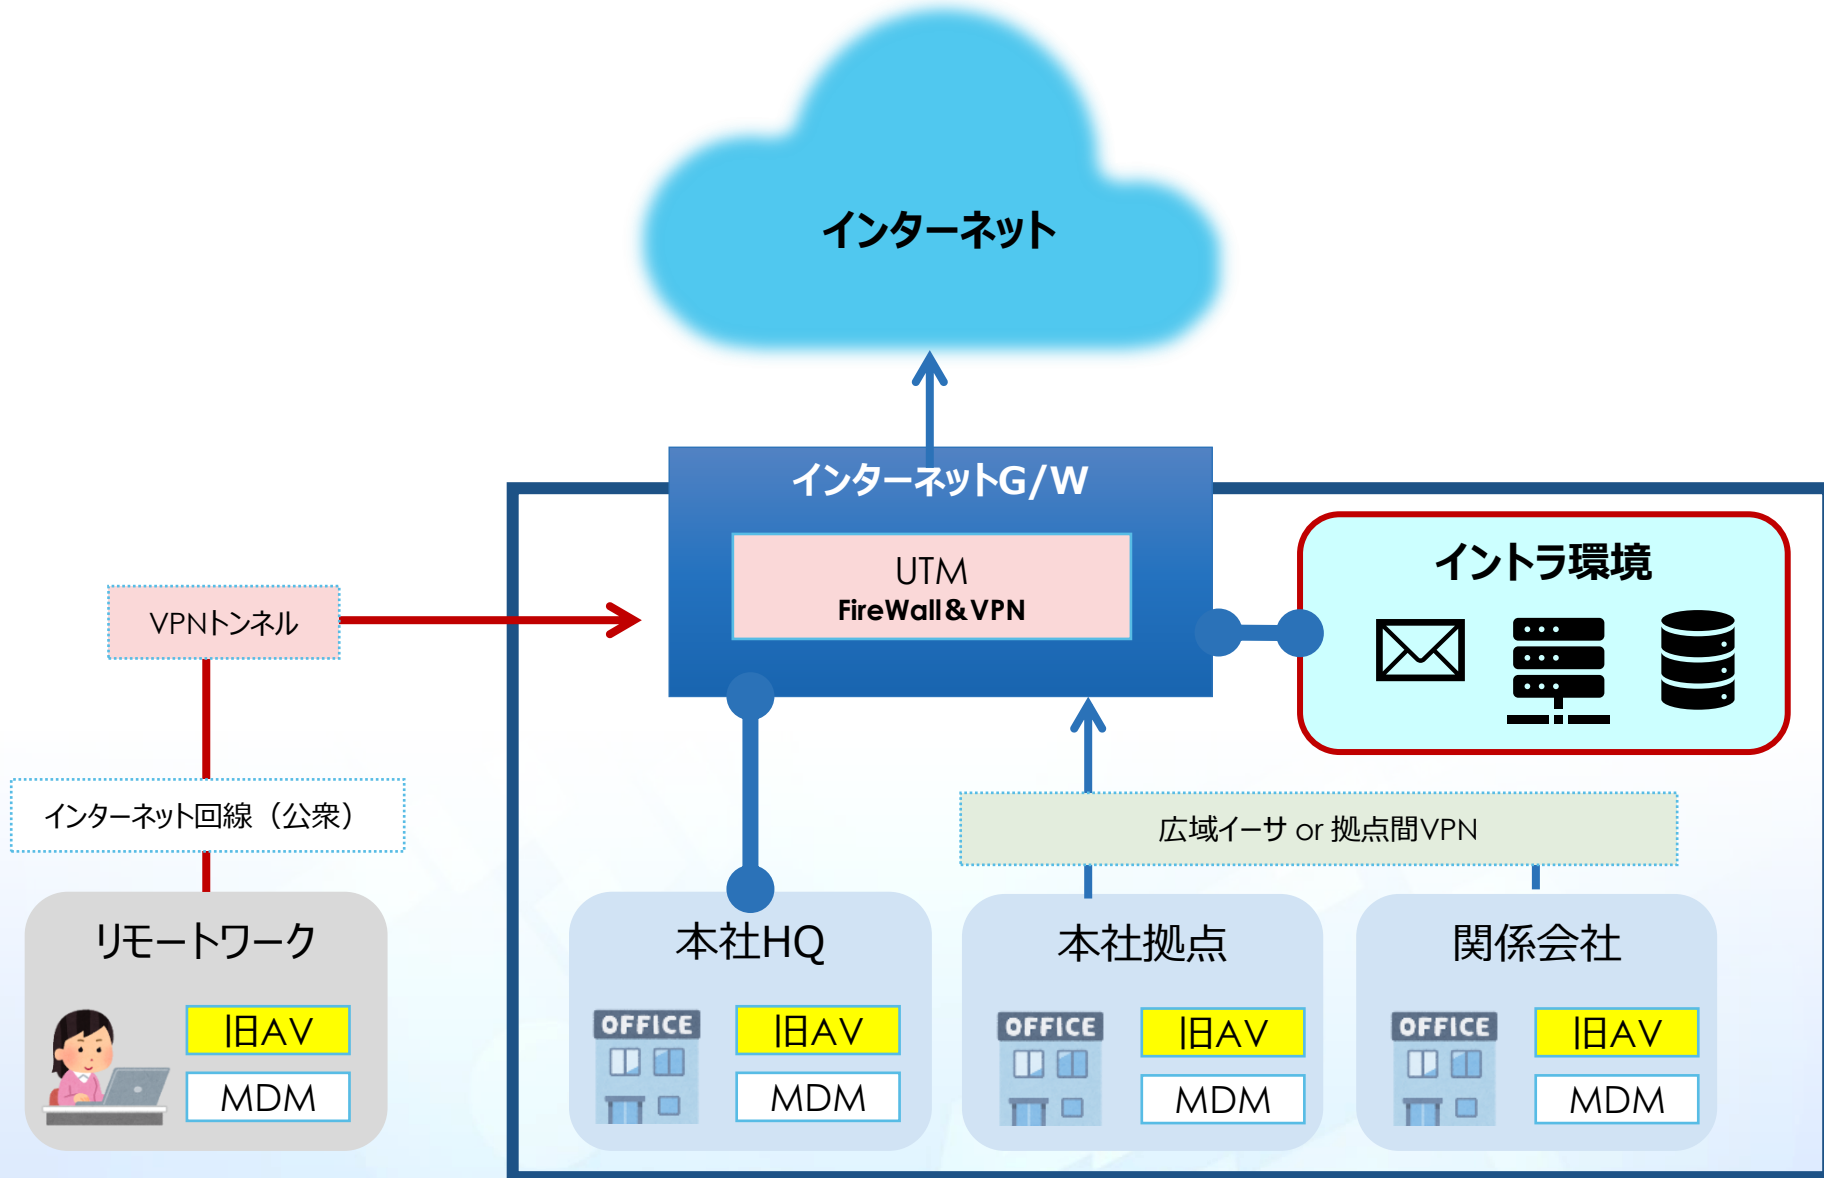 インターネット
インターネットG/W
UTM
FireWall&VPN
イントラ環境
VPNトンネル
インターネット回線（公衆）
広域イーサ or 拠点間VPN
リモートワーク
旧AV
MDM
本社HQ
OFFICE
旧AV
MDM
本社拠点
OFFICE
旧AV
MDM
関係会社
OFFICE
旧AV
MDM